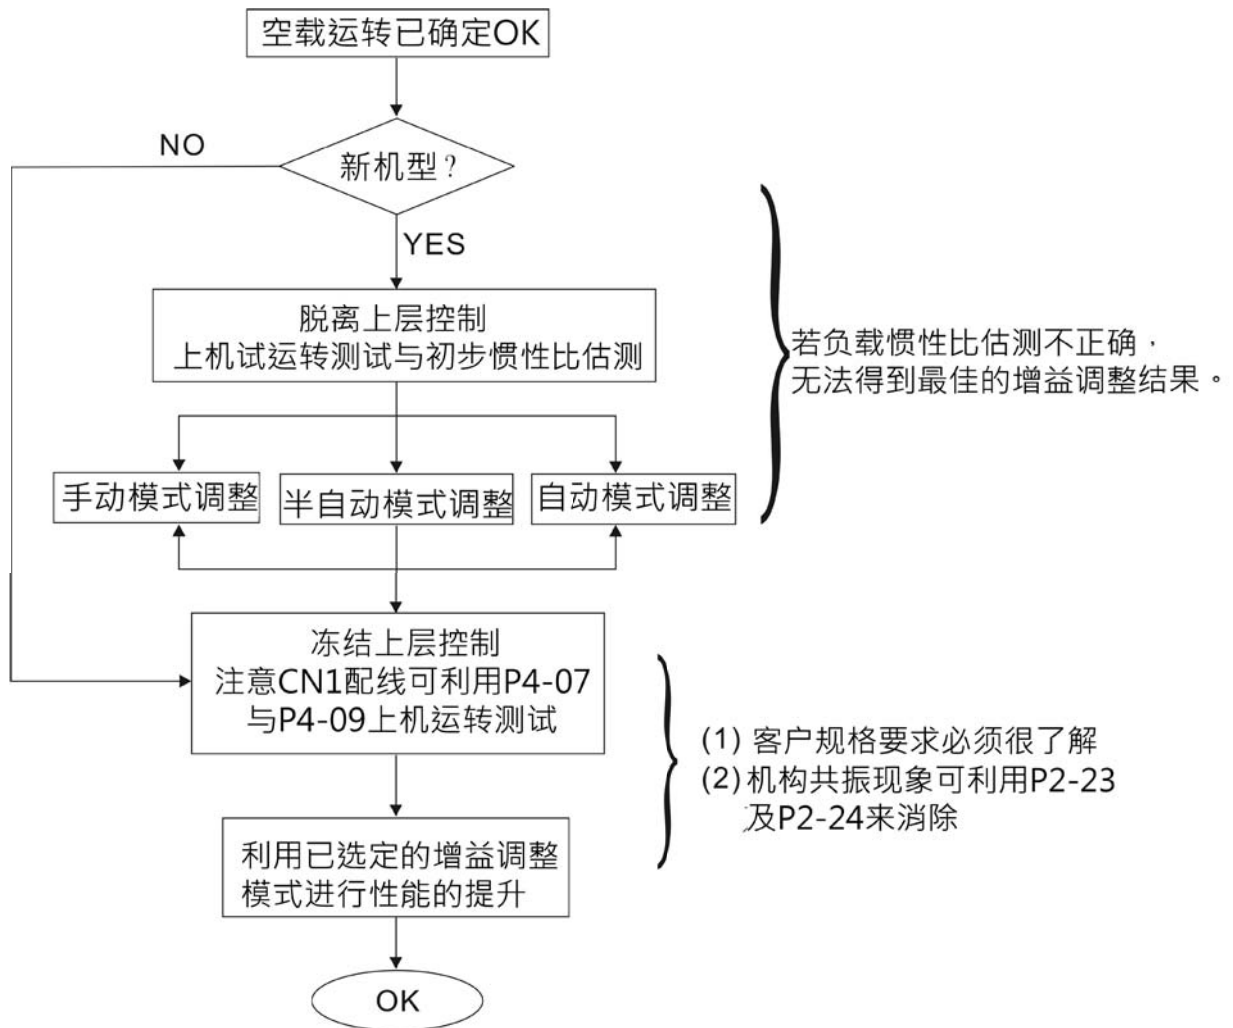 空载运转已确定OK
NO
新机型？
YES
脱离上层控制
上机试运转测试与初步惯性比估测
若负载惯性比估测不正确，
无法得到最佳的增益调整结果。
手动模式调整
半自动模式调整
自动模式调整
冻结上层控制
注意CN1配线可利用P4-07
与P4-09上机运转测试
(1) 客户规格要求必须很了解
(2) 机构共振现象可利用P2-23
及P2-24来消除
利用已选定的增益调整
模式进行性能的提升
OK